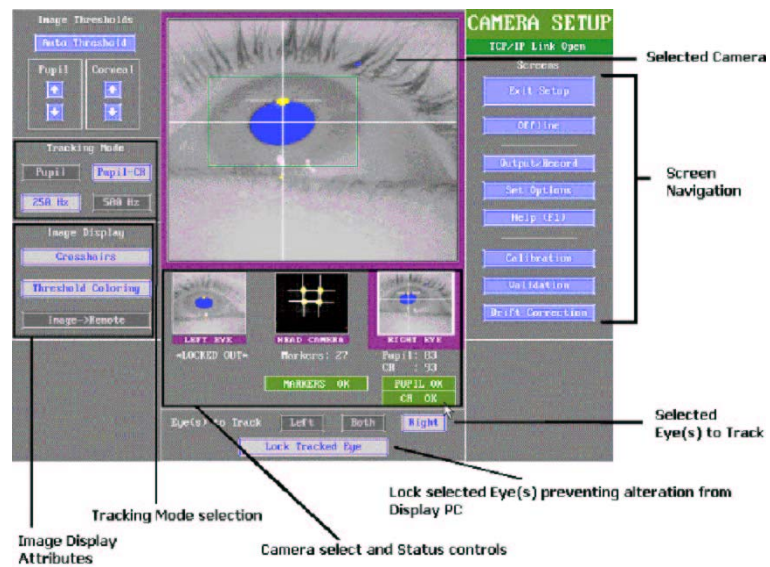 Image Thresholds
Auto Threshold
Pupil Corneal
Tracking Mode
Pupil Pupil-CR
250 Hz 500 Hz
Image Display
Crosshairs
Threshold Coloring
Image->Remote
LEFT EYE
HEAD CAMERA
RIGHT EYE
=LOCKED OUT=
Markers: 27
Pupil: 83
CR : 93
MARKERS OK
PUPIL OK
CR OK
Eye(s) to Track Left Both Right
Lock Tracked Eye
CAMERA SETUP
TCP/IP Link Open
Screens
Exit Setup
Offline
Output/Record
Set Options
Help (F1)
Calibration
Validation
Drift Correction
Selected Camera
Screen
Navigation
Selected
Eye(s) to Track
Lock selected Eye(s) preventing alteration from
Display PC
Tracking Mode selection
Camera select and Status controls
Image Display
Attributes